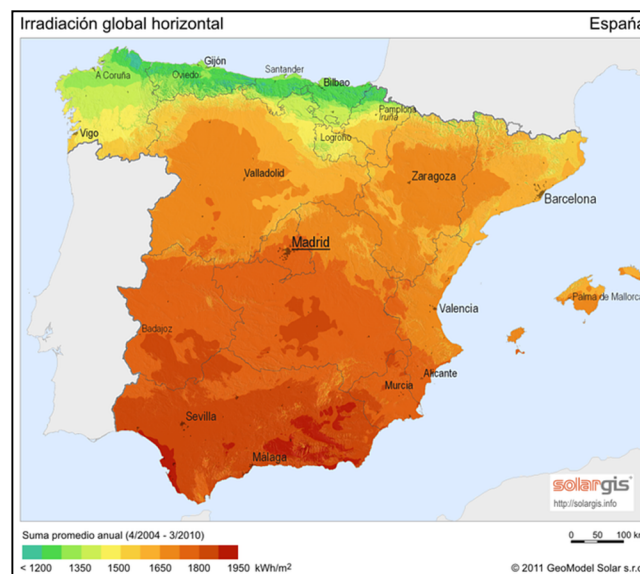 Irradiación global horizontal
España
Gijón
A Coruña
Oviedo
Santander
Bilbao
Pamplona
Iruña
Vigo
Logroño
Valladolid
Zaragoza
Barcelona
Madrid
Palma de Mallorca
Valencia
Badajoz
Alicante
Murcia
Sevilla
Malaga
solargis
http://solargis.info
Suma promedio anual (4/2004 - 3/2010)
0 50 100 km
< 1200 1350 1500 1650 1800 1950 kWh/m2
© 2011 GeoModel Solar s.r.o.